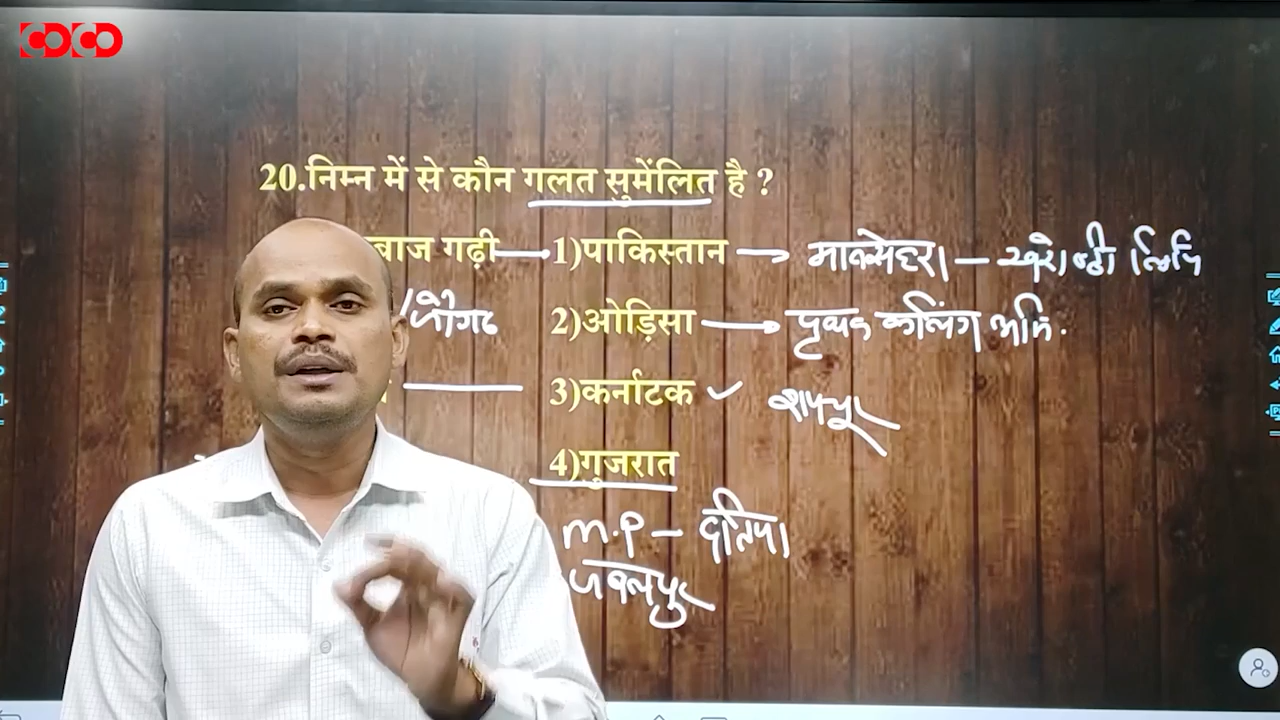 20.निम्न में से कौन गलत सुमेंलित है ?
बाज गढ़ी 1)पाकिस्तान → मानसेहरा – खरोष्ठी लिपि
/जोगढ 2)ओड़िसा → पृथक कलिंग अभि.
3)कर्नाटक ✓
4)गुजरात
M.P – दतिया
जबलपुर